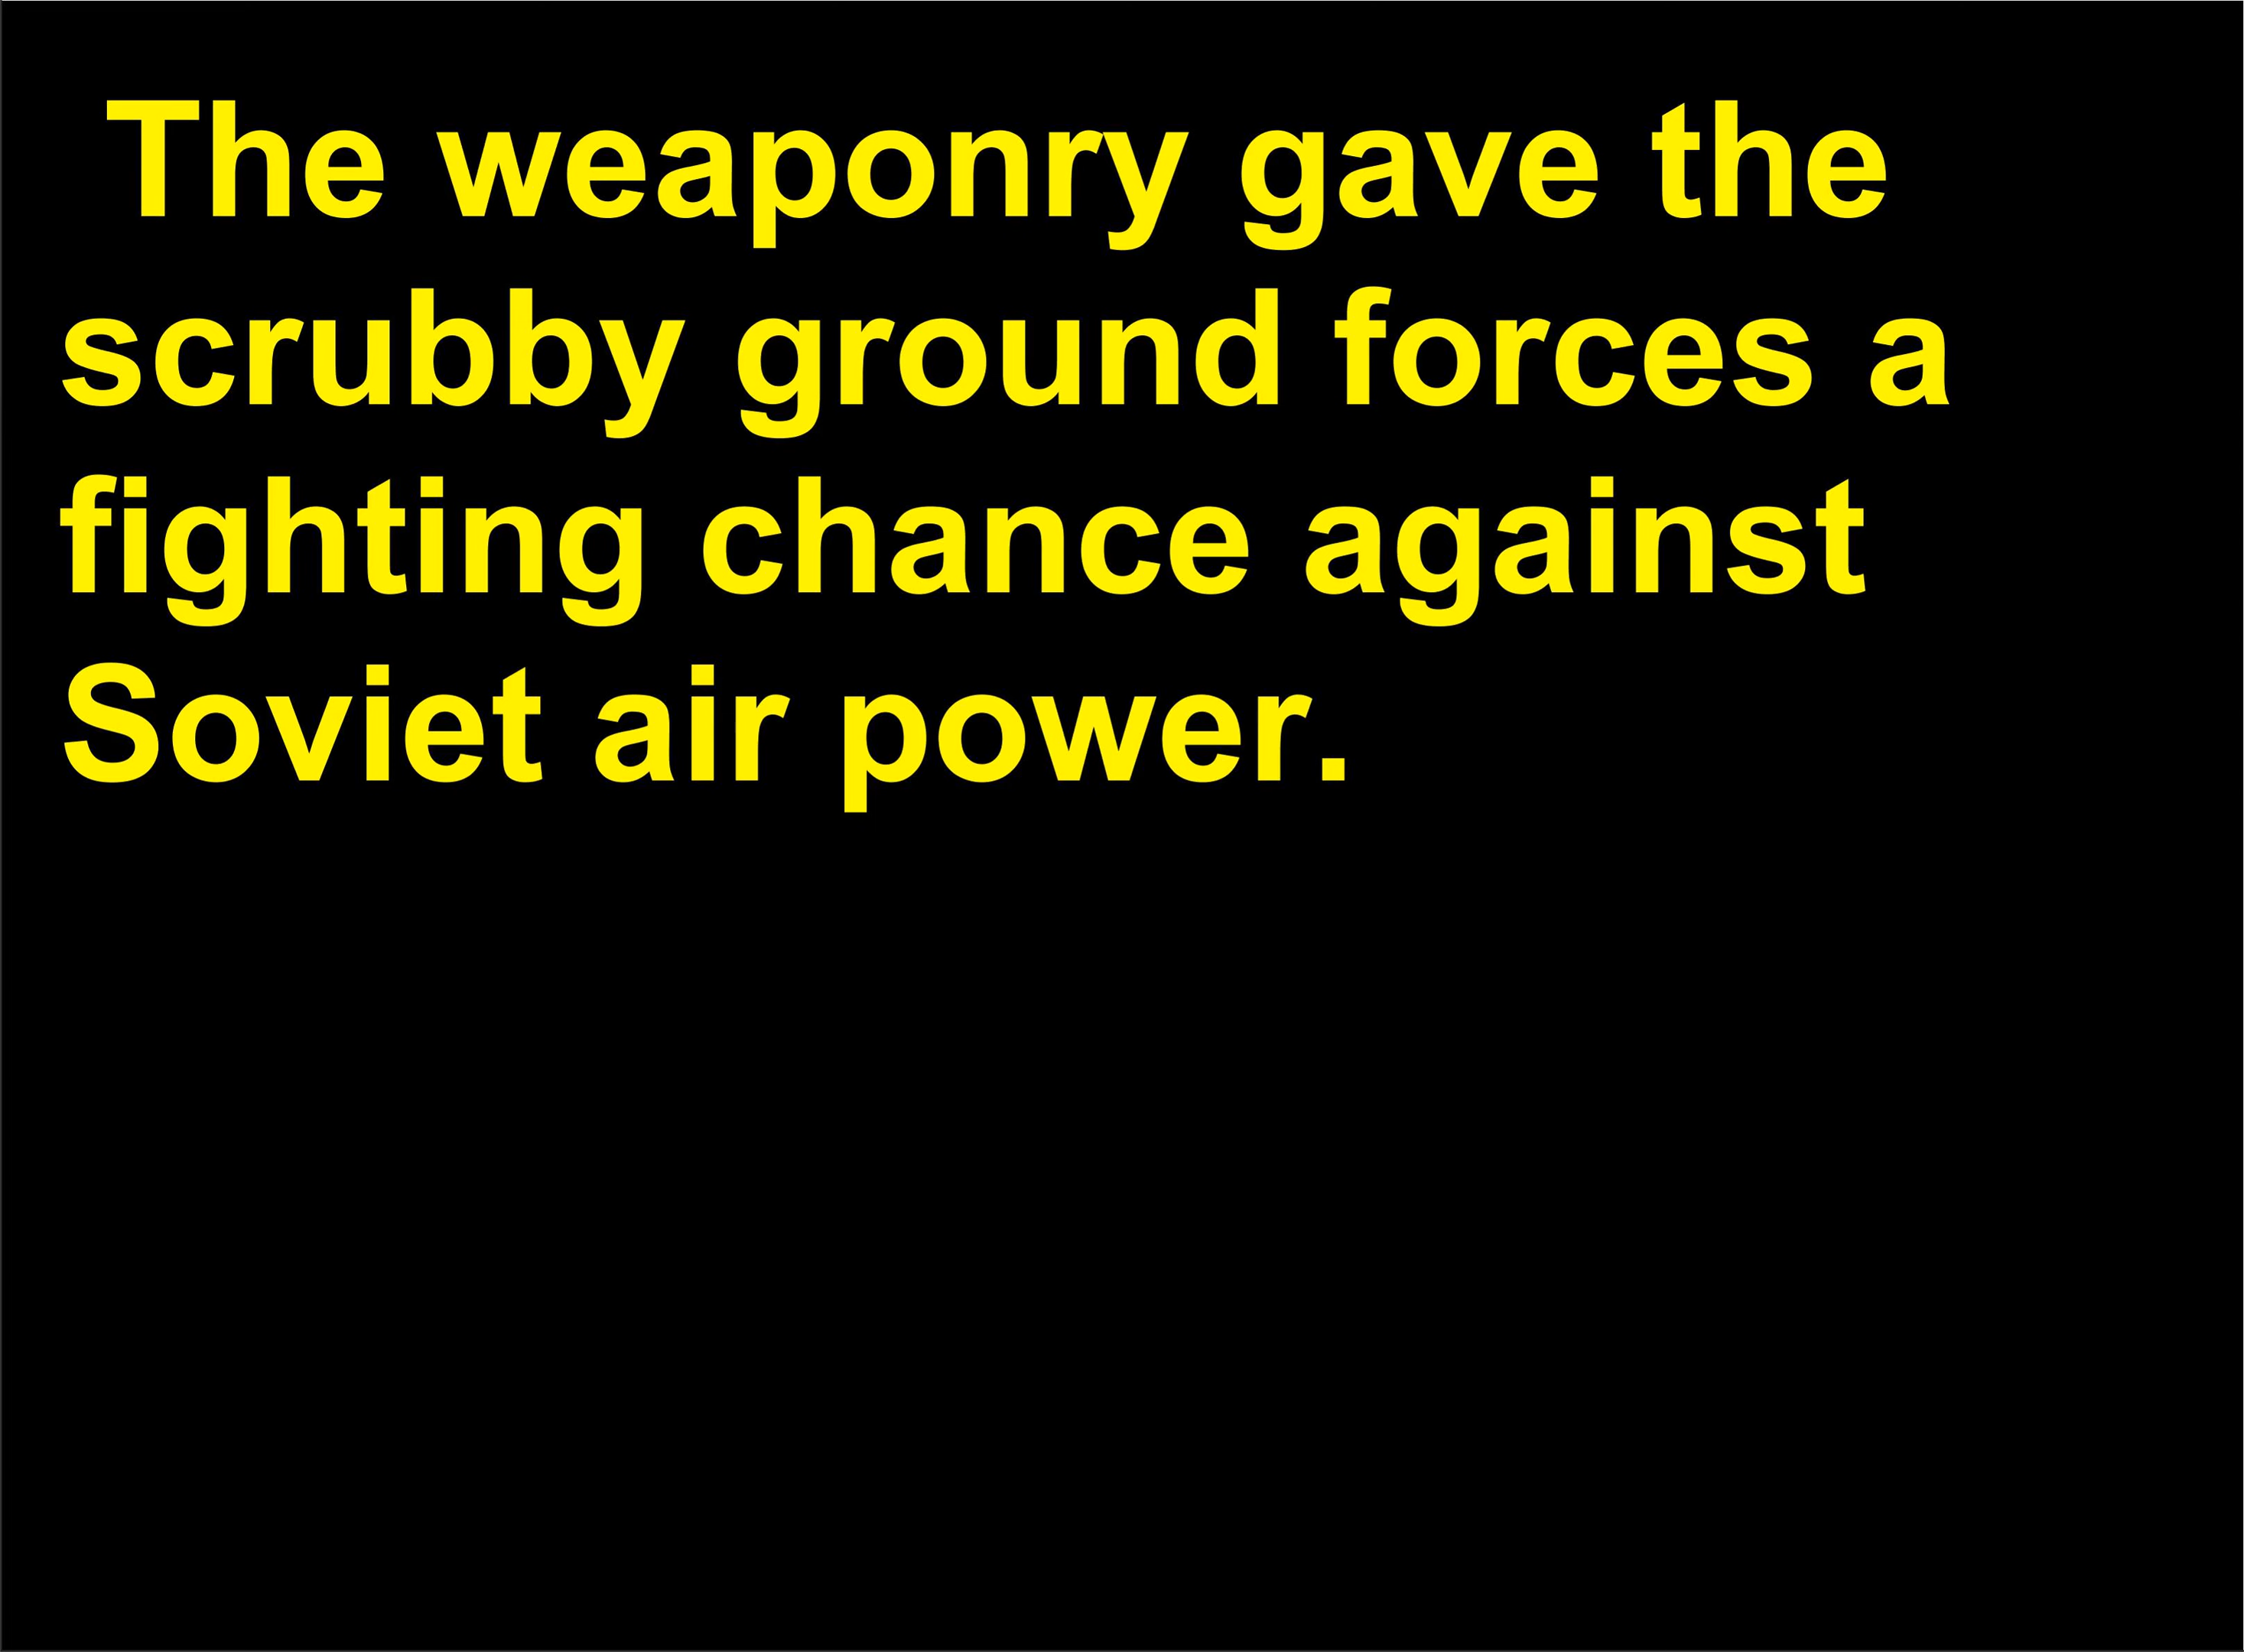 The weaponry gave the
scrubby ground forces a
fighting chance against
Soviet air power.